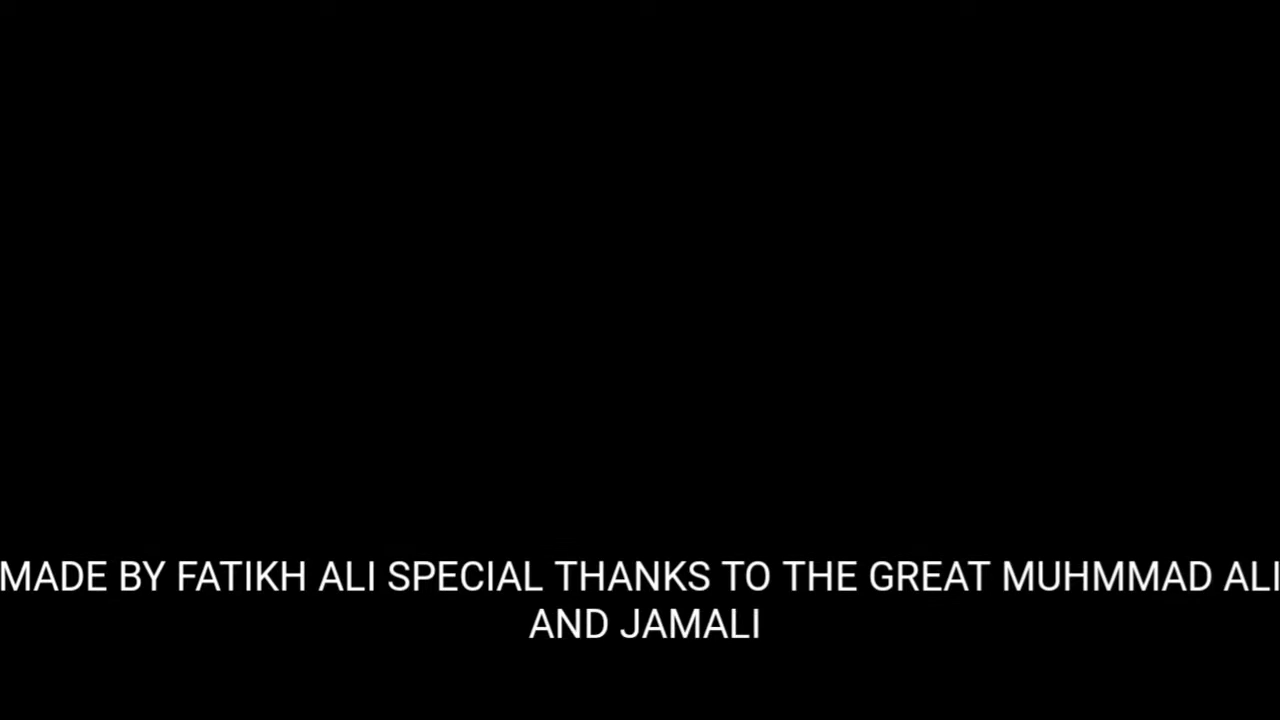 MADE BY FATIKH ALI SPECIAL THANKS TO THE GREAT MUHMMAD ALI
AND JAMALI